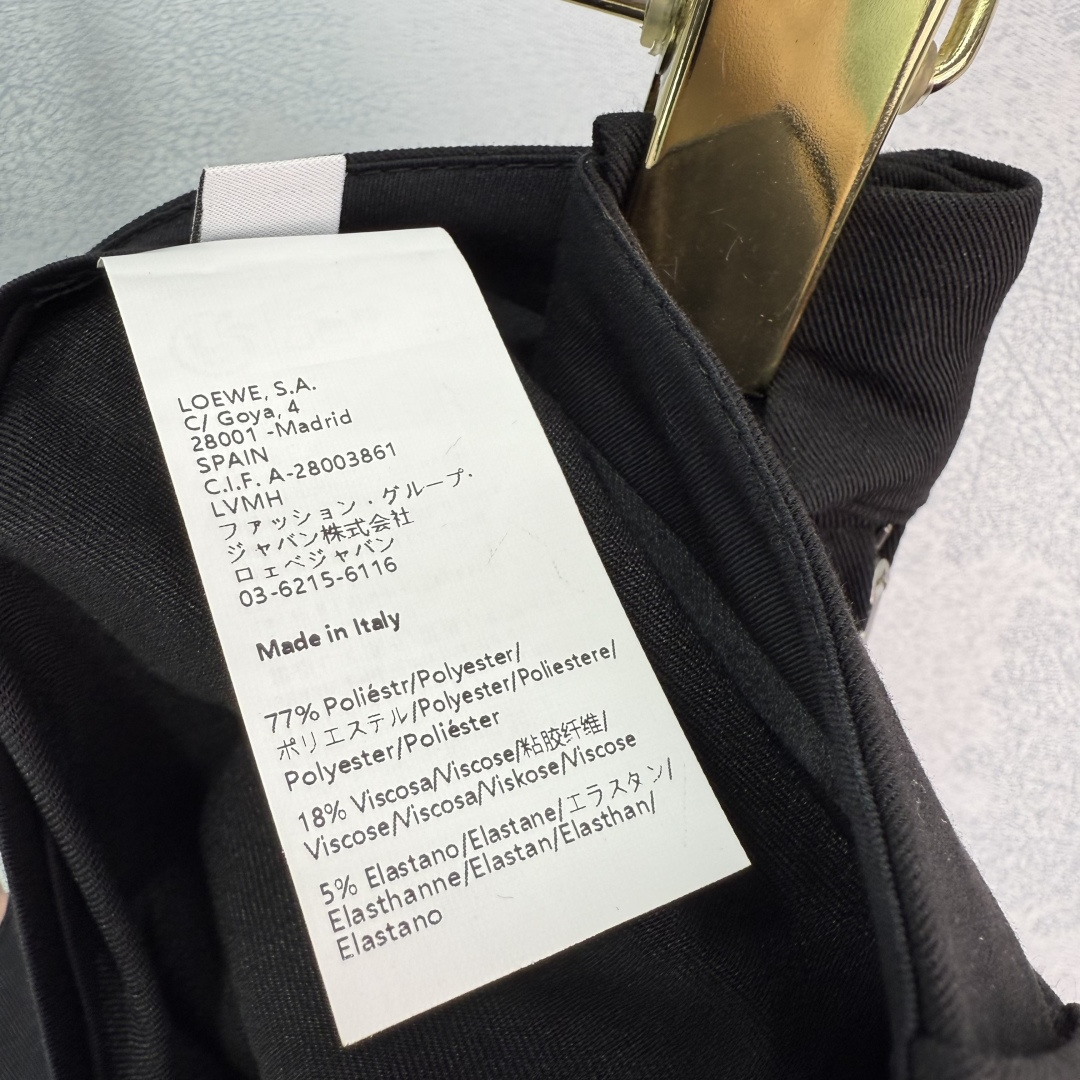 LOEWE, S.A.
C/ Goya, 4
28001 -Madrid
SPAIN
C.I.F. A-28003861
LVMH
ファッション・グループ・
ジャパン株式会社
ロエベジャパン
03-6215-6116
Made in Italy
77% Poliéstr/Polyester/
ポリエステル/Polyester/Poliestere/
Polyester/Poliéster
18% Viscosa/Viscose/粘胶纤维/
Viscose/Viscosa/Viskose/Viscose
5% Elastano/Elastane/エラスタン/
Elasthanne/Elastan/Elasthan/
Elastano